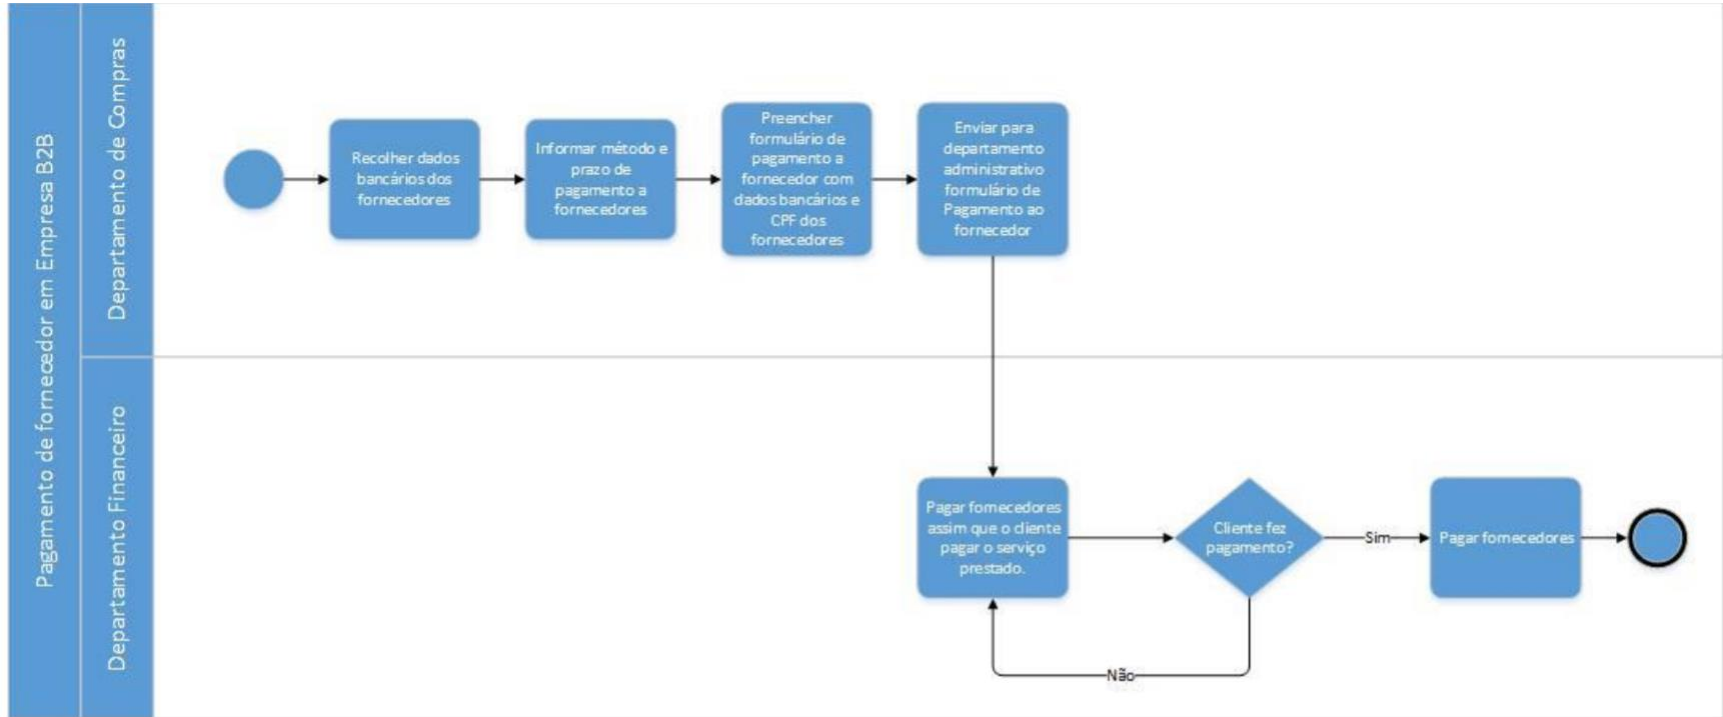 Pagamento de fornecedor em Empresa B2B
Departamento de Compras
Recolher dados
bancários dos
fornecedores
Informar método e
prazo de
pagamento a
fornecedores
Preencher
formulário de
pagamento a
fornecedor com
dados bancários e
CPF dos
fornecedores
Enviar para
departamento
administrativo
formulário de
Pagamento ao
fornecedor
Departamento Financeiro
Pagar fornecedores
assim que o cliente
pagar o serviço
prestado.
Cliente fez
pagamento?
Sim
Pagar fornecedores
Não